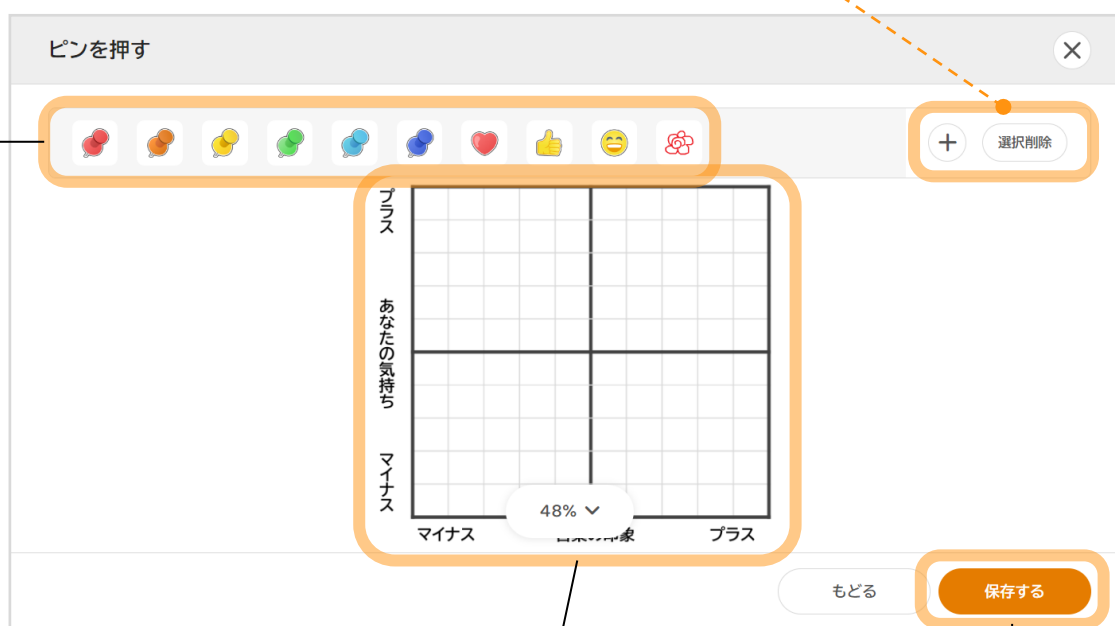 ピンを押す
選択削除
プラス
あなたの気持ち
マイナス
48%
マイナス
プラス
もどる
保存する